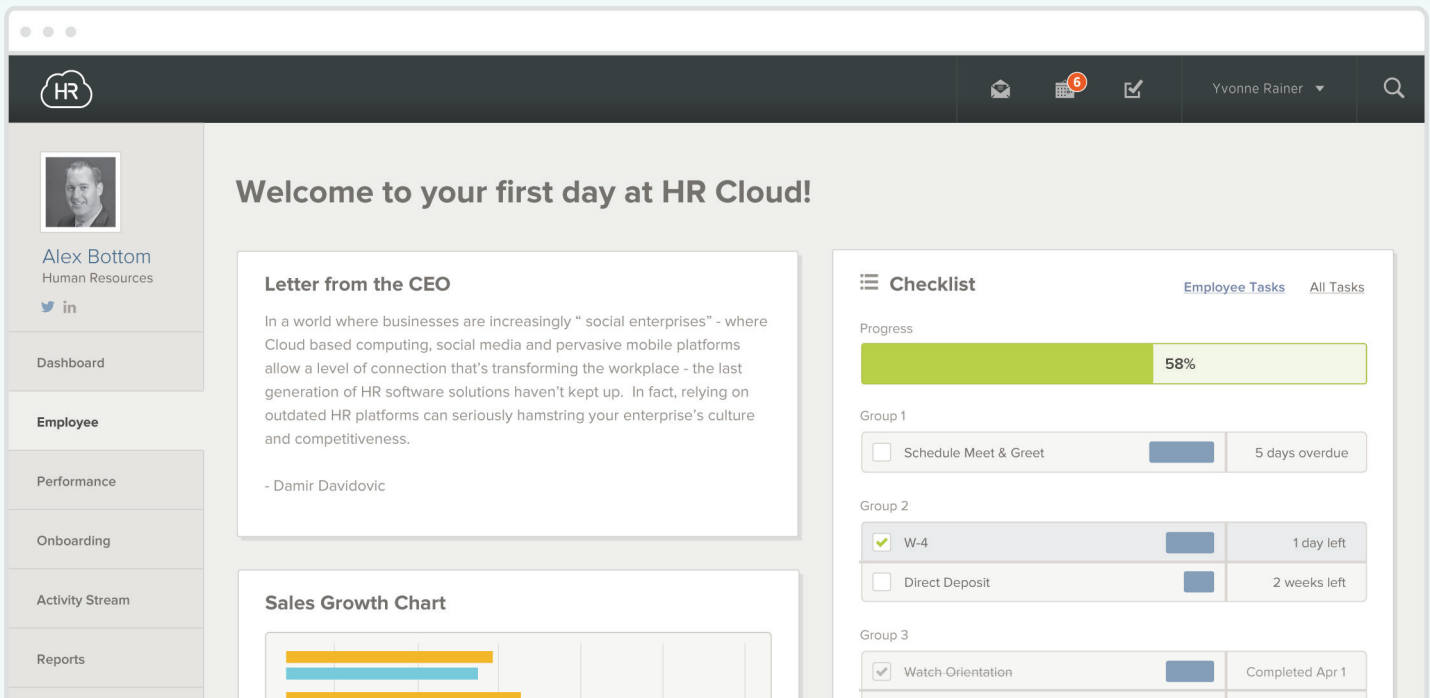 HR
6
Yvonne Rainer
Alex Bottom
Human Resources
in
Dashboard
Employee
Performance
Onboarding
Activity Stream
Reports
Welcome to your first day at HR Cloud!
Letter from the CEO
In a world where businesses are increasingly “ social enterprises” - where
Cloud based computing, social media and pervasive mobile platforms
allow a level of connection that’s transforming the workplace - the last
generation of HR software solutions haven’t kept up.  In fact, relying on
outdated HR platforms can seriously hamstring your enterprise’s culture
and competitiveness.
- Damir Davidovic
Sales Growth Chart
Checklist
Employee Tasks
All Tasks
Progress
58%
Group 1
Schedule Meet & Greet
5 days overdue
Group 2
W-4
1 day left
Direct Deposit
2 weeks left
Group 3
Watch Orientation
Completed Apr 1